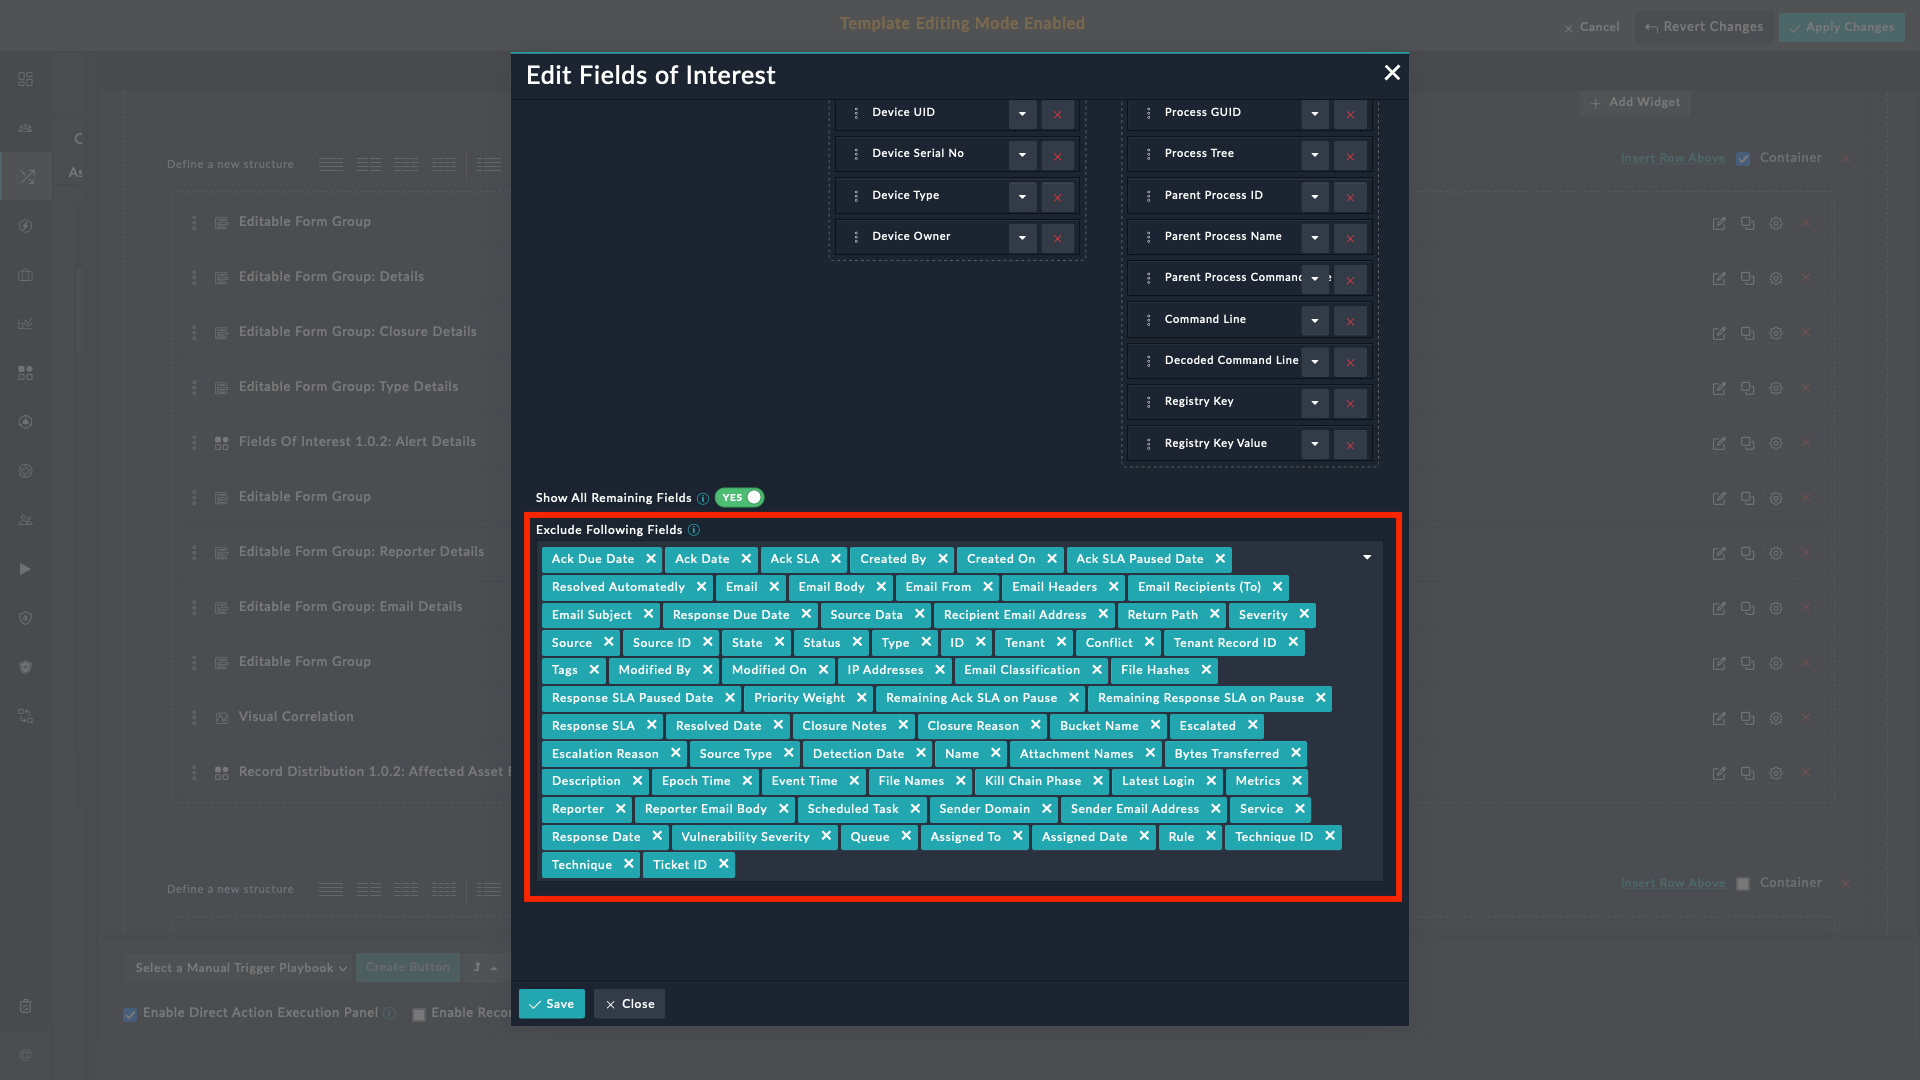 Template Editing Mode Enabled
Cancel
Revert Changes
Apply Changes
Edit Fields of Interest
Add Widget
Define a new structure
Insert Row Above
Container
As
Editable Form Group
Editable Form Group: Details
Editable Form Group: Closure Details
Editable Form Group: Type Details
Fields Of Interest 1.0.2: Alert Details
Editable Form Group
Editable Form Group: Reporter Details
Editable Form Group: Email Details
Editable Form Group
Visual Correlation
Record Distribution 1.0.2: Affected Asset
Device UID
Device Serial No
Device Type
Device Owner
Process GUID
Process Tree
Parent Process ID
Parent Process Name
Parent Process Command
Command Line
Decoded Command Line
Registry Key
Registry Key Value
Show All Remaining Fields YES
Exclude Following Fields
Ack Due Date Ack Date Ack SLA Created By Created On Ack SLA Paused Date
Resolved Automatedly Email Email Body Email From Email Headers Email Recipients (To)
Email Subject Response Due Date Source Data Recipient Email Address Return Path Severity
Source Source ID State Status Type ID Tenant Conflict Tenant Record ID
Tags Modified By Modified On IP Addresses Email Classification File Hashes
Response SLA Paused Date Priority Weight Remaining Ack SLA on Pause Remaining Response SLA on Pause
Response SLA Resolved Date Closure Notes Closure Reason Bucket Name Escalated
Escalation Reason Source Type Detection Date Name Attachment Names Bytes Transferred
Description Epoch Time Event Time File Names Kill Chain Phase Latest Login Metrics
Reporter Reporter Email Body Scheduled Task Sender Domain Sender Email Address Service
Response Date Vulnerability Severity Queue Assigned To Assigned Date Rule Technique ID
Technique Ticket ID
Define a new structure
Insert Row Above
Container
Select a Manual Trigger Playbook
Create Button
Enable Direct Action Execution Panel
Enable
Save
Close